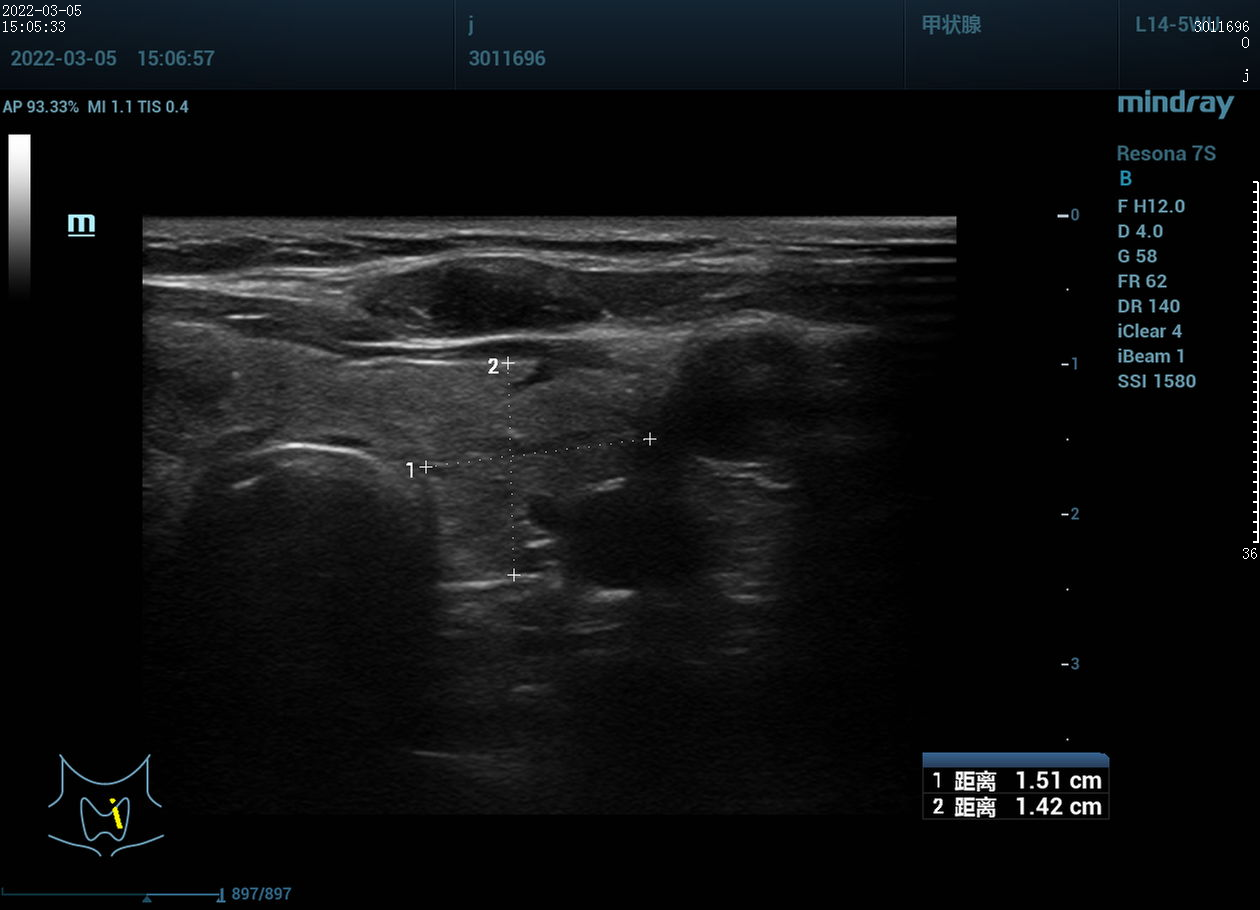 2022-03-05
15:05:33
2022-03-05 15:06:57
j
3011696
甲状腺
3011696
0
j
AP 93.33% MI 1.1 TIS 0.4
mindray
Resona 7S
B
F H12.0
D 4.0
G 58
FR 62
DR 140
iClear 4
iBeam 1
SSI 1580
m
0
1
2
3
36
2
1
1 距离 1.51 cm
2 距离 1.42 cm
897/897